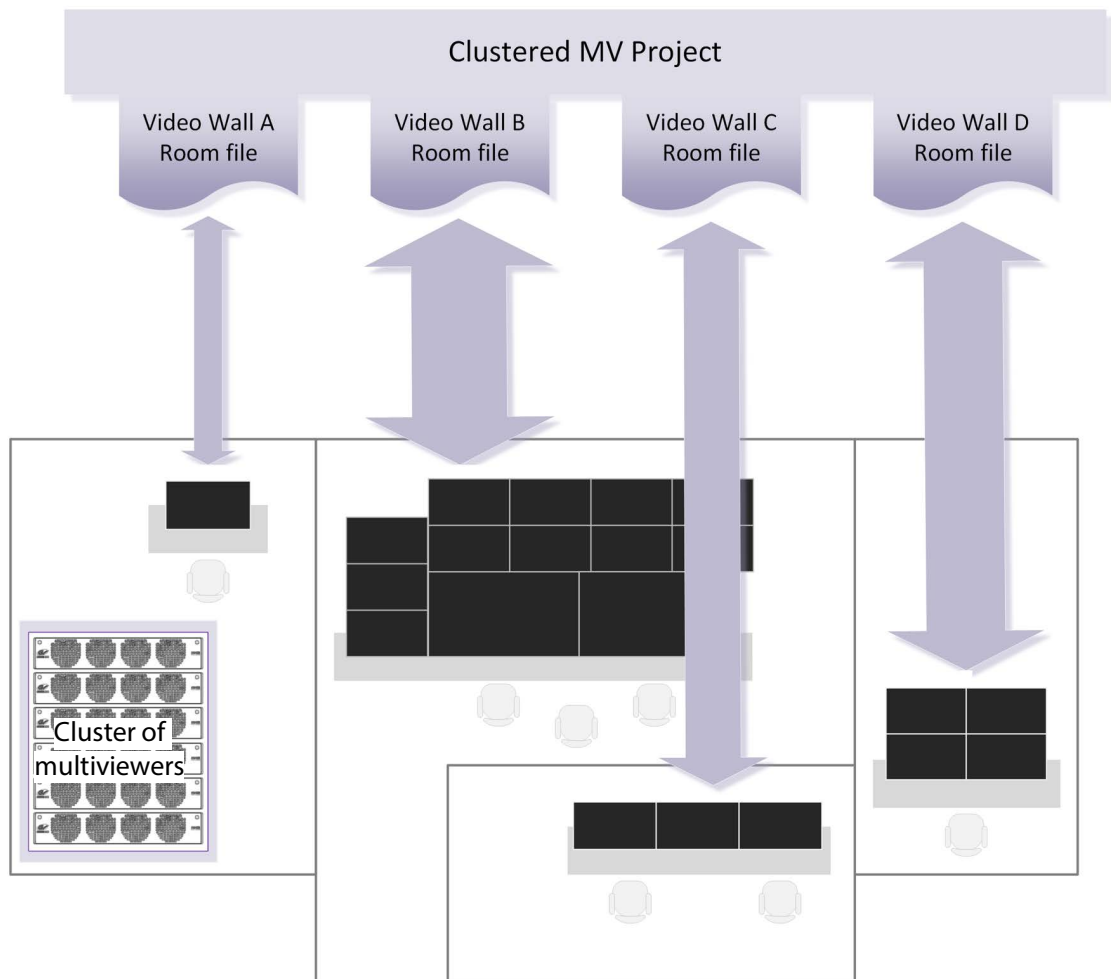 Clustered MV Project
Video Wall A
Room file
Video Wall B
Room file
Video Wall C
Room file
Video Wall D
Room file
Cluster of
multiviewers